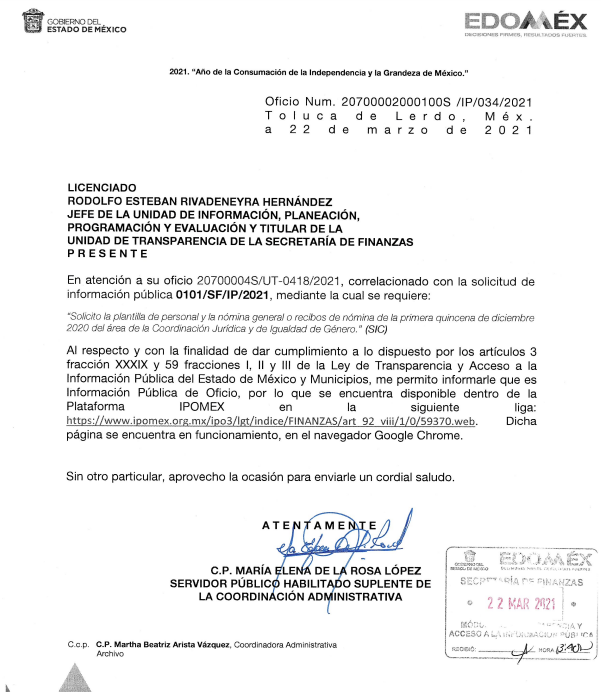 GOBIERNO DEL
ESTADO DE MÉXICO
EDOMÉX
DECISIONES FIRMES, RESULTADOS FUERTES.
2021. "Año de la Consumación de la Independencia y la Grandeza de México."
Oficio Num. 20700002000100S /IP/034/2021
Toluca de Lerdo, Méx.
a 22 de marzo de 2021
LICENCIADO
RODOLFO ESTEBAN RIVADENEYRA HERNÁNDEZ
JEFE DE LA UNIDAD DE INFORMACIÓN, PLANEACIÓN,
PROGRAMACIÓN Y EVALUACIÓN Y TITULAR DE LA
UNIDAD DE TRANSPARENCIA DE LA SECRETARÍA DE FINANZAS
P R E S E N T E
En atención a su oficio 20700004S/UT-0418/2021, correlacionado con la solicitud de
información pública 0101/SF/IP/2021, mediante la cual se requiere:
"Solicito la plantilla de personal y la nómina general o recibos de nómina de la primera quincena de diciembre
2020 del área de la Coordinación Jurídica y de Igualdad de Género." (SIC)
Al respecto y con la finalidad de dar cumplimiento a lo dispuesto por los artículos 3
fracción XXXIX y 59 fracciones I, II y III de la Ley de Transparencia y Acceso a la
Información Pública del Estado de México y Municipios, me permito informarle que es
Información Pública de Oficio, por lo que se encuentra disponible dentro de la
Plataforma IPOMEX en la siguiente liga:
https://www.ipomex.org.mx/ipo3/lgt/indice/FINANZAS/art_92_viii/1/0/59370.web. Dicha
página se encuentra en funcionamiento, en el navegador Google Chrome.
Sin otro particular, aprovecho la ocasión para enviarle un cordial saludo.
A T E N T A M E N T E
C.P. MARÍA ELENA DE LA ROSA LÓPEZ
SERVIDOR PÚBLICO HABILITADO SUPLENTE DE
LA COORDINACIÓN ADMINISTRATIVA
GOBIERNO DEL
ESTADO DE MÉXICO
EDOMÉX
SECRETARÍA DE FINANZAS
22 MAR 2021
ACCESO A LA INFORMACIÓN PÚBLICA
RECIBIÓ: HORA
C.c.p. C.P. Martha Beatriz Arista Vázquez, Coordinadora Administrativa
Archivo